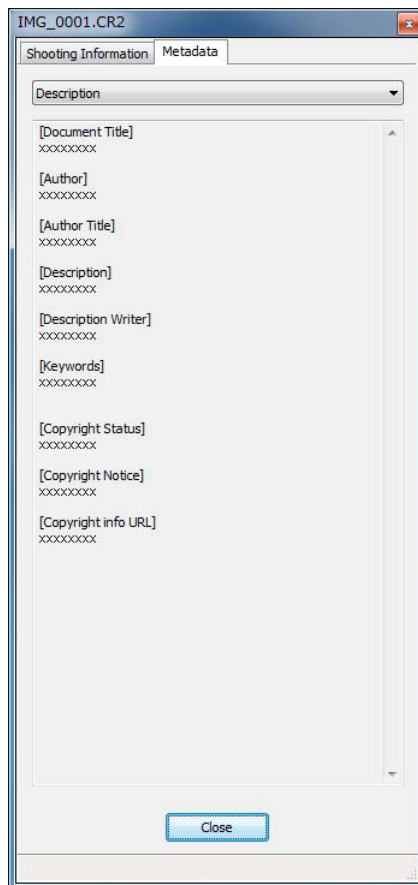 IMG_0001.CR2
Shooting Information
Metadata
Description
[Document Title]
xxxxxxxx
[Author]
xxxxxxxx
[Author Title]
xxxxxxxx
[Description]
xxxxxxxx
[Description Writer]
xxxxxxxx
[Keywords]
xxxxxxxx
[Copyright Status]
xxxxxxxx
[Copyright Notice]
xxxxxxxx
[Copyright info URL]
xxxxxxxx
Close